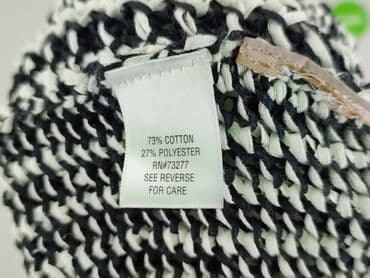 73% COTTON
27% POLYESTER
RN#73277
SEE REVERSE
FOR CARE